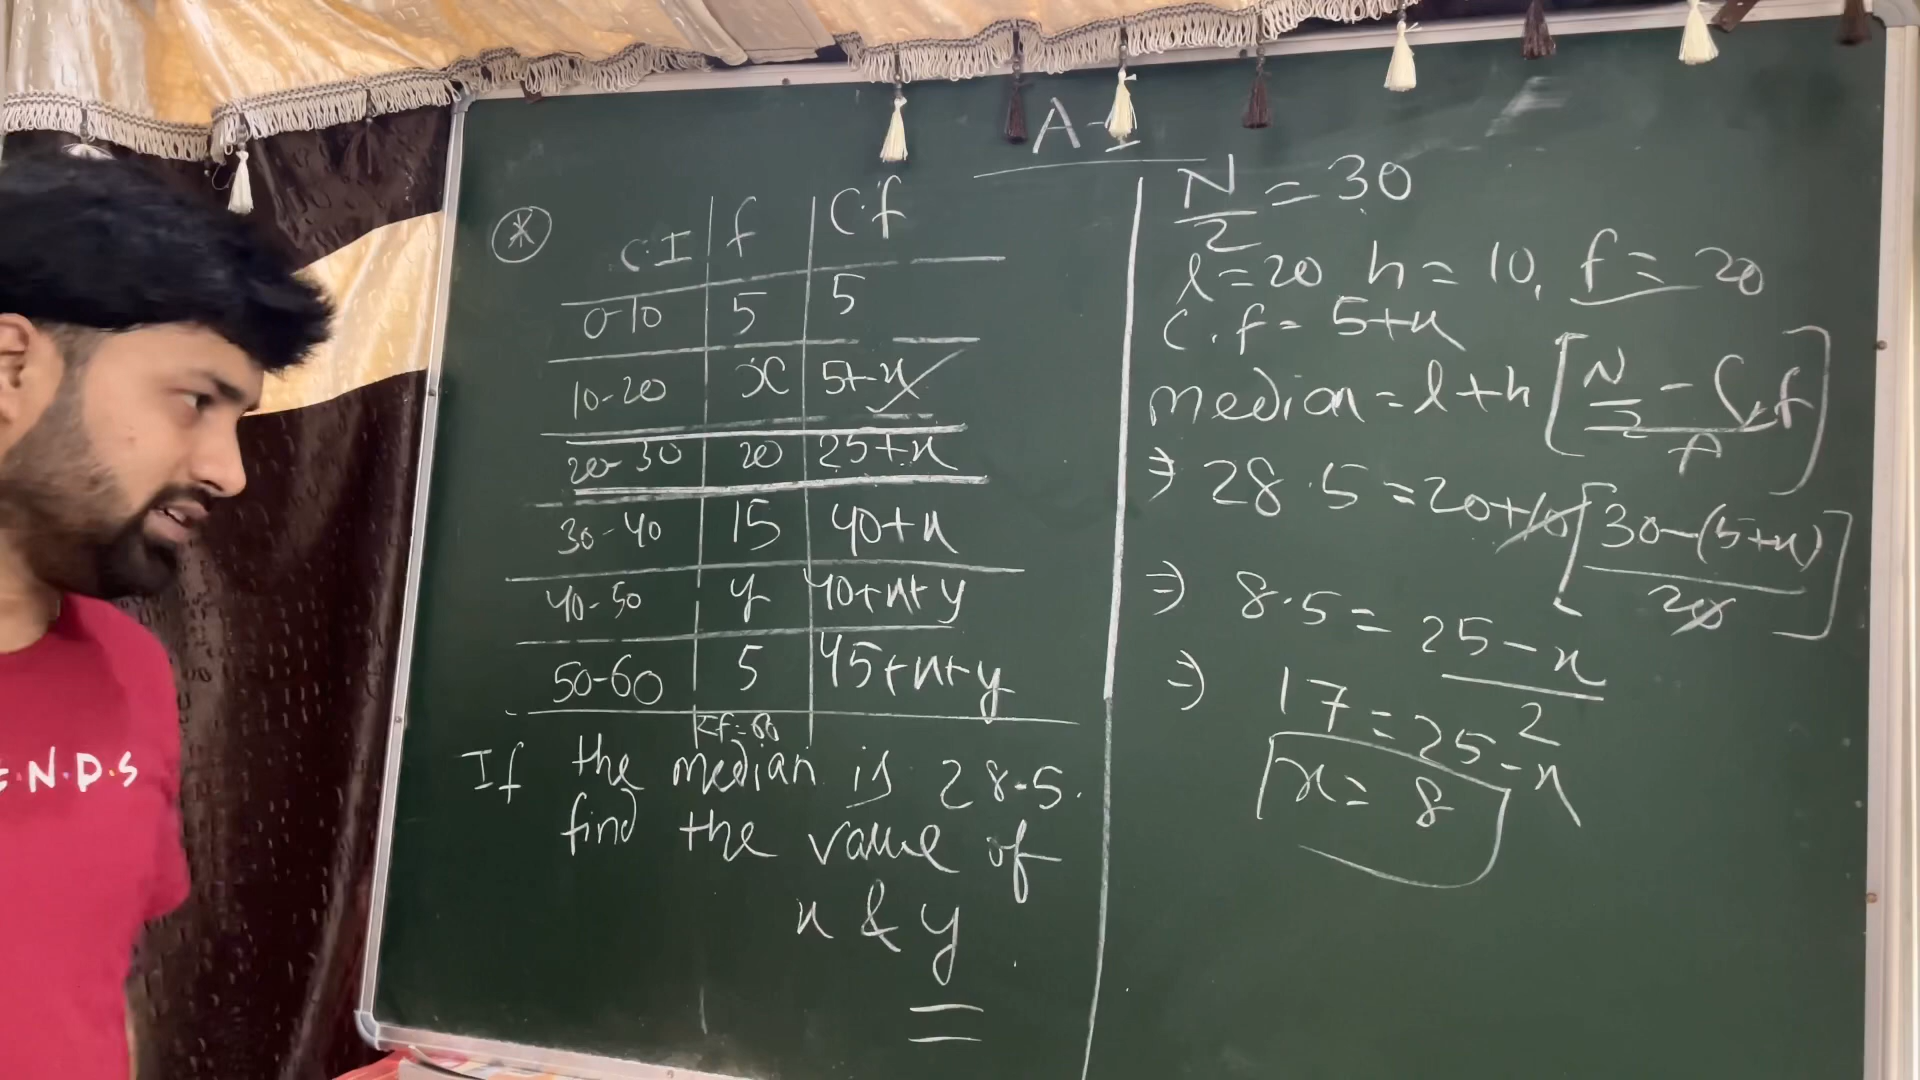 A-I
C.I f C.f
0-10 5 5
10-20 x 5+x
20-30 20 25+x
30-40 15 40+x
40-50 y 40+x+y
50-60 5 45+x+y
Σf=60
If the median is 28.5.
find the value of
x & y
N/2 = 30
l=20 h=10, f=20
C.f = 5+x
median = l+h [N/2 - C.f / f]
⇒ 28.5 = 20+10 [30-(5+x) / 20]
⇒ 8.5 = 25-x / 2
⇒ 17 = 25-x
x = 8
E.N.D.S